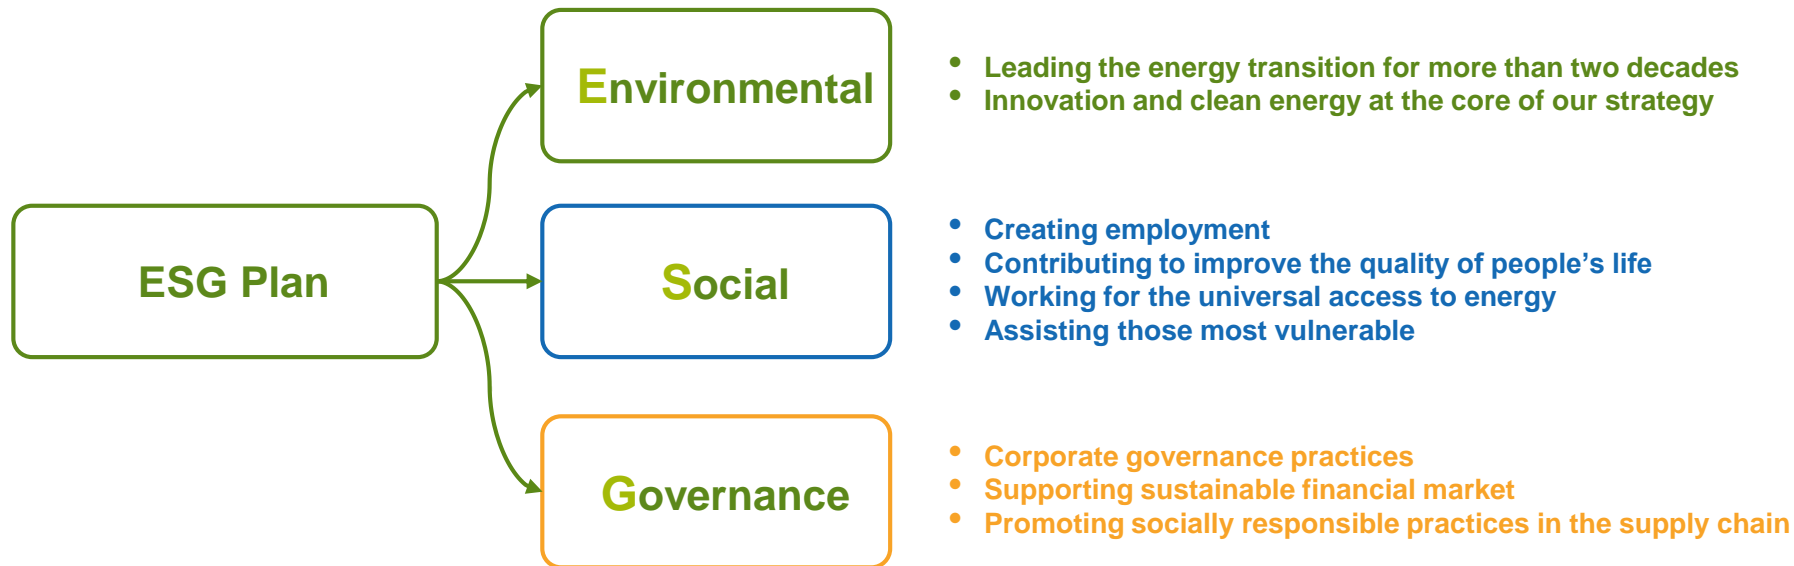 ESG Plan
Environmental
• Leading the energy transition for more than two decades
• Innovation and clean energy at the core of our strategy
Social
• Creating employment
• Contributing to improve the quality of people’s life
• Working for the universal access to energy
• Assisting those most vulnerable
Governance
• Corporate governance practices
• Supporting sustainable financial market
• Promoting socially responsible practices in the supply chain